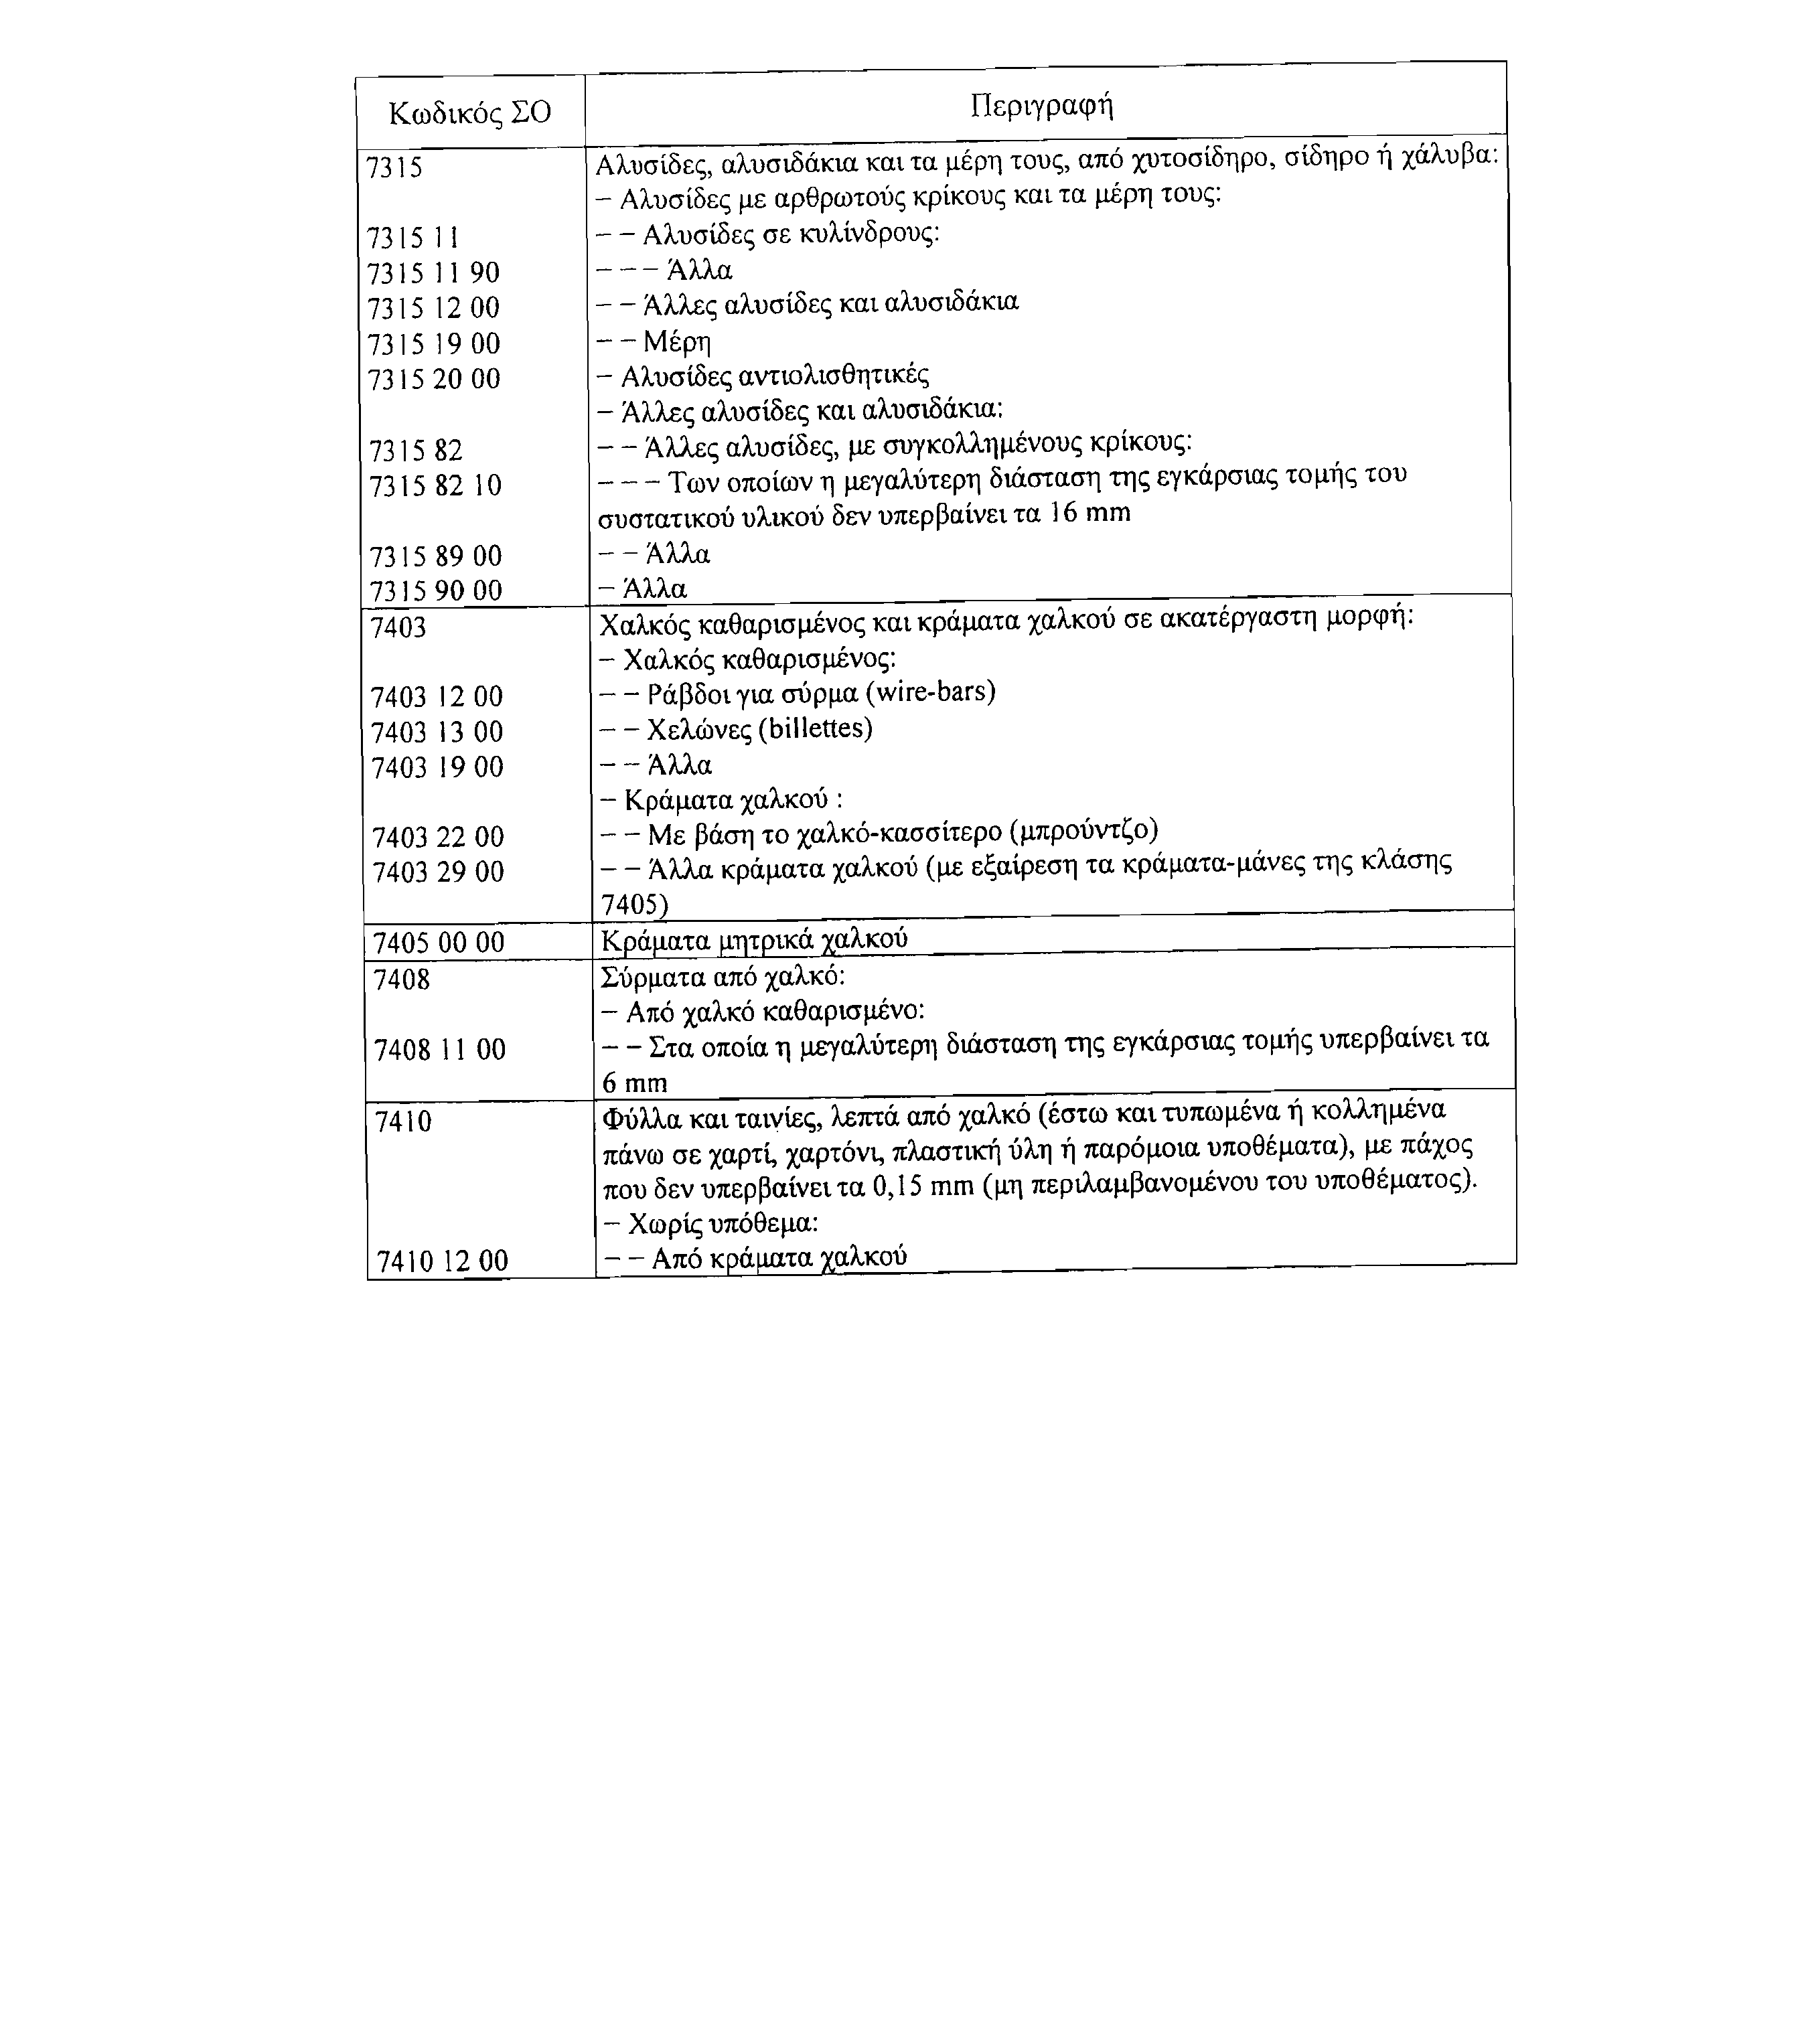 Κωδικός ΣΟ Περιγραφή
7315 Αλυσίδες, αλυσιδάκια και τα μέρη τους, από χυτοσίδηρο, σίδηρο ή χάλυβα:
– Αλυσίδες με αρθρωτούς κρίκους και τα μέρη τους:
7315 11 – – Αλυσίδες σε κυλίνδρους:
7315 11 90 – – – Άλλα
7315 12 00 – – Άλλες αλυσίδες και αλυσιδάκια
7315 19 00 – – Μέρη
7315 20 00 – Αλυσίδες αντιολισθητικές
– Άλλες αλυσίδες και αλυσιδάκια:
7315 82 – – Άλλες αλυσίδες, με συγκολλημένους κρίκους:
7315 82 10 – – – Των οποίων η μεγαλύτερη διάσταση της εγκάρσιας τομής του
συστατικού υλικού δεν υπερβαίνει τα 16 mm
7315 89 00 – – Άλλα
7315 90 00 – Άλλα
7403 Χαλκός καθαρισμένος και κράματα χαλκού σε ακατέργαστη μορφή:
– Χαλκός καθαρισμένος:
7403 12 00 – – Ράβδοι για σύρμα (wire-bars)
7403 13 00 – – Χελώνες (billettes)
7403 19 00 – – Άλλα
– Κράματα χαλκού :
7403 22 00 – – Με βάση το χαλκό-κασσίτερο (μπρούντζο)
7403 29 00 – – Άλλα κράματα χαλκού (με εξαίρεση τα κράματα-μάνες της κλάσης
7405)
7405 00 00 Κράματα μητρικά χαλκού
7408 Σύρματα από χαλκό:
– Από χαλκό καθαρισμένο:
7408 11 00 – – Στα οποία η μεγαλύτερη διάσταση της εγκάρσιας τομής υπερβαίνει τα
6 mm
7410 Φύλλα και ταινίες, λεπτά από χαλκό (έστω και τυπωμένα ή κολλημένα
πάνω σε χαρτί, χαρτόνι, πλαστική ύλη ή παρόμοια υποθέματα), με πάχος
που δεν υπερβαίνει τα 0,15 mm (μη περιλαμβανομένου του υποθέματος).
– Χωρίς υπόθεμα:
7410 12 00 – – Από κράματα χαλκού